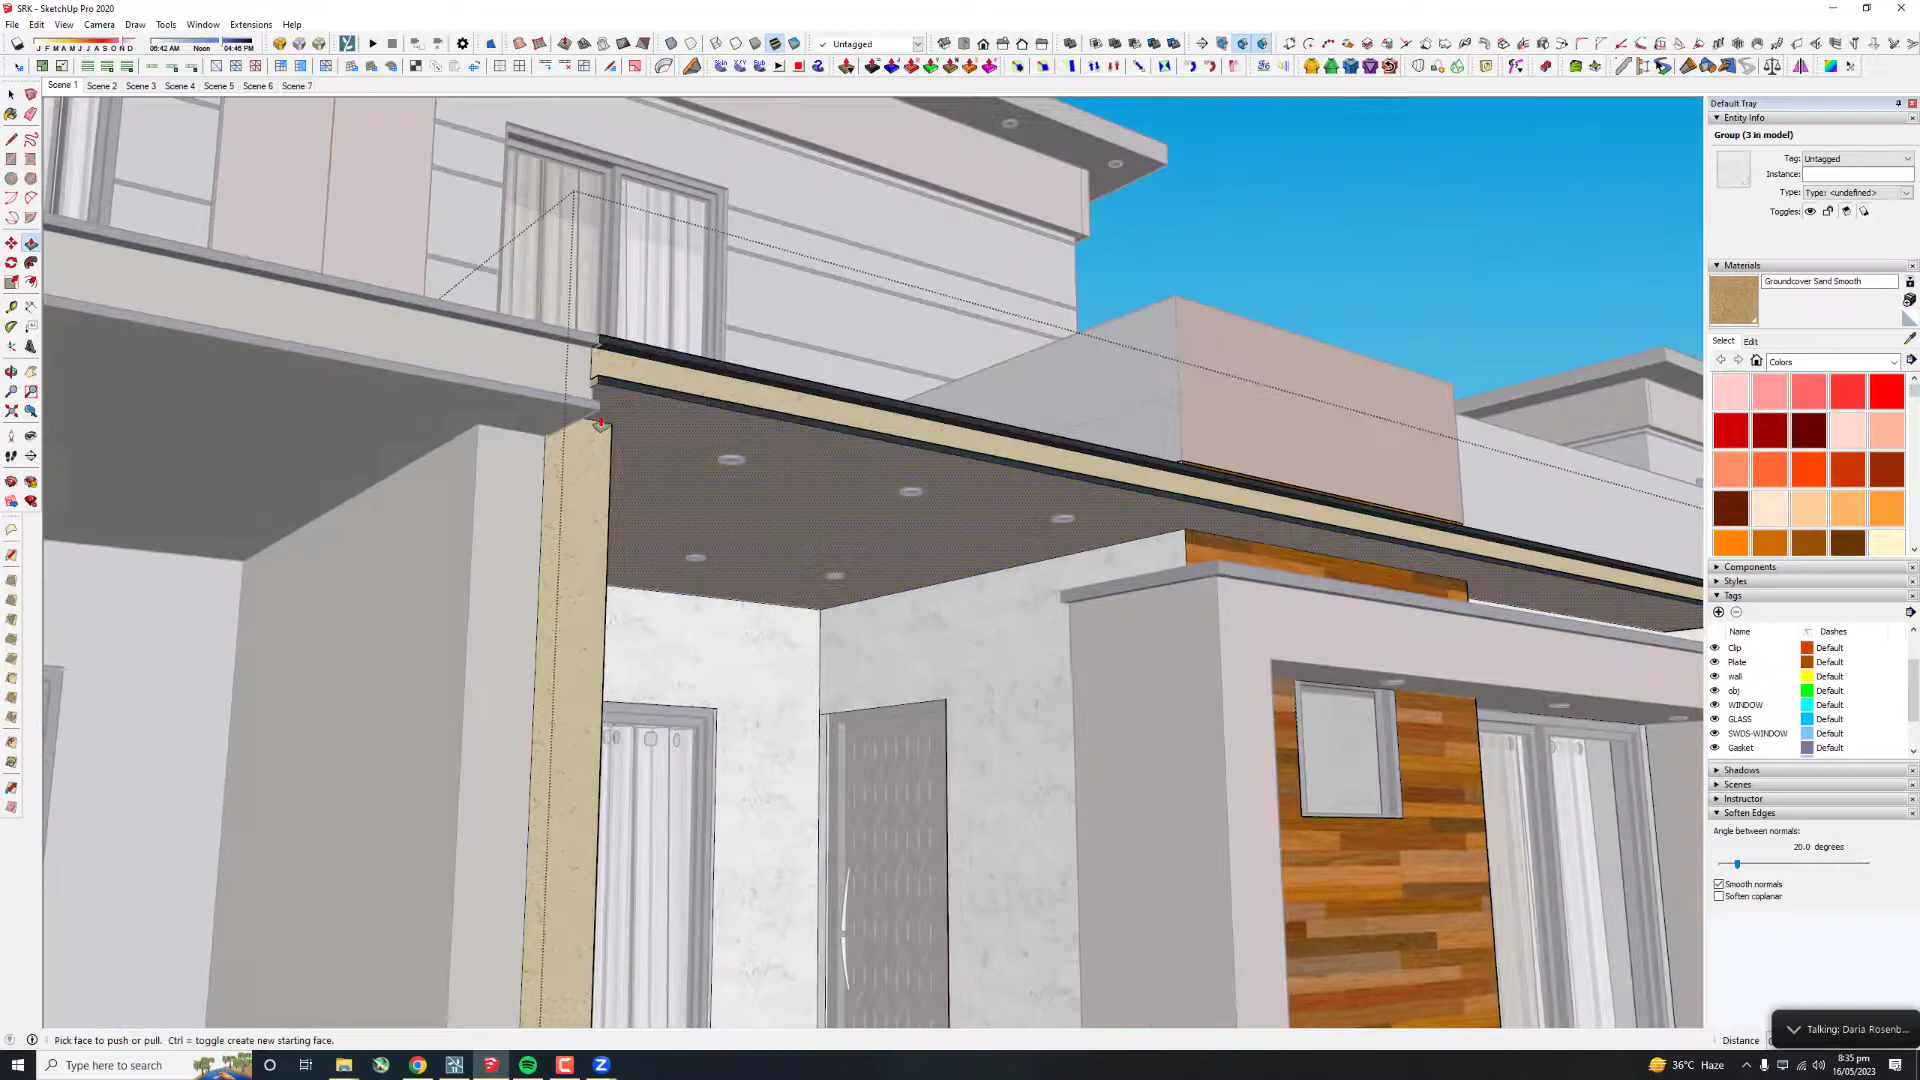 SRK - SketchUp Pro 2020
File Edit View Camera Draw Tools Window Extensions Help
J F M A M J J A S O N D
06:42 AM Noon 04:46 PM
Untagged
Scene 1 Scene 2 Scene 3 Scene 4 Scene 5 Scene 6 Scene 7
Default Tray
Entity Info
Group (3 in model)
Tag: Untagged
Instance:
Type: Type: <undefined>
Toggles:
Materials
Groundcover Sand Smooth
Select Edit
Colors
Components
Styles
Tags
Name Dashes
Clip Default
Plate Default
wall Default
obj Default
WINDOW Default
GLASS Default
SWDS-WINDOW Default
Gasket Default
Shadows
Scenes
Instructor
Soften Edges
Angle between normals:
20.0 degrees
Smooth normals
Soften coplanar
Pick face to push or pull. Ctrl = toggle create new starting face.
Distance
Talking: Daria Rosenb...
Type here to search
36°C Haze
8:35 pm
16/05/2023